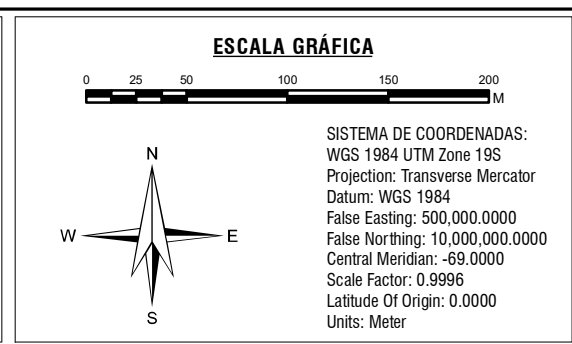 ESCALA GRÁFICA
0 25 50 100 150 200
M
SISTEMA DE COORDENADAS:
WGS 1984 UTM Zone 19S
Projection: Transverse Mercator
Datum: WGS 1984
False Easting: 500,000.0000
False Northing: 10,000,000.0000
Central Meridian: -69.0000
Scale Factor: 0.9996
Latitude Of Origin: 0.0000
Units: Meter
N
W E
S